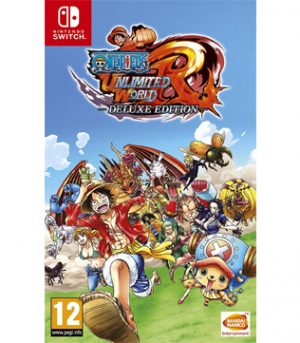 NINTENDO
SWITCH
ONE PIECE
UNLIMITED
WORLD R
DELUXE EDITION
12
www.pegi.info
BANDAI
NAMCO
Entertainment